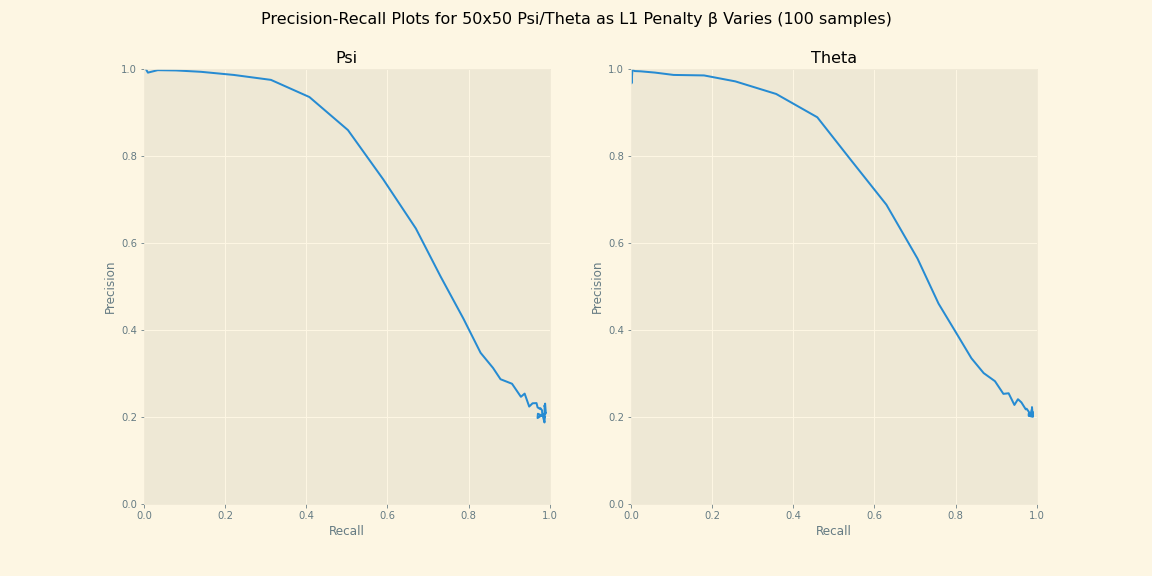 Precision-Recall Plots for 50x50 Psi/Theta as L1 Penalty β Varies (100 samples)
Psi
1.0
0.8
0.6
0.4
0.2
0.0
Precision
0.0 0.2 0.4 0.6 0.8 1.0
Recall
Theta
1.0
0.8
0.6
0.4
0.2
0.0
Precision
0.0 0.2 0.4 0.6 0.8 1.0
Recall